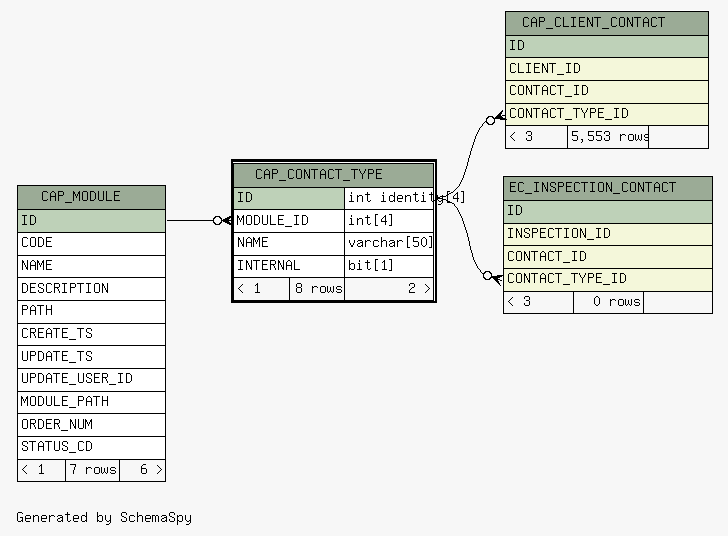 CAP_CLIENT_CONTACT
ID
CLIENT_ID
CONTACT_ID
CONTACT_TYPE_ID
< 3 5,553 rows
CAP_CONTACT_TYPE
ID int identity[4]
MODULE_ID int[4]
NAME varchar[50]
INTERNAL bit[1]
< 1 8 rows 2 >
EC_INSPECTION_CONTACT
ID
INSPECTION_ID
CONTACT_ID
CONTACT_TYPE_ID
< 3 0 rows
CAP_MODULE
ID
CODE
NAME
DESCRIPTION
PATH
CREATE_TS
UPDATE_TS
UPDATE_USER_ID
MODULE_PATH
ORDER_NUM
STATUS_CD
< 1 7 rows 6 >
Generated by SchemaSpy